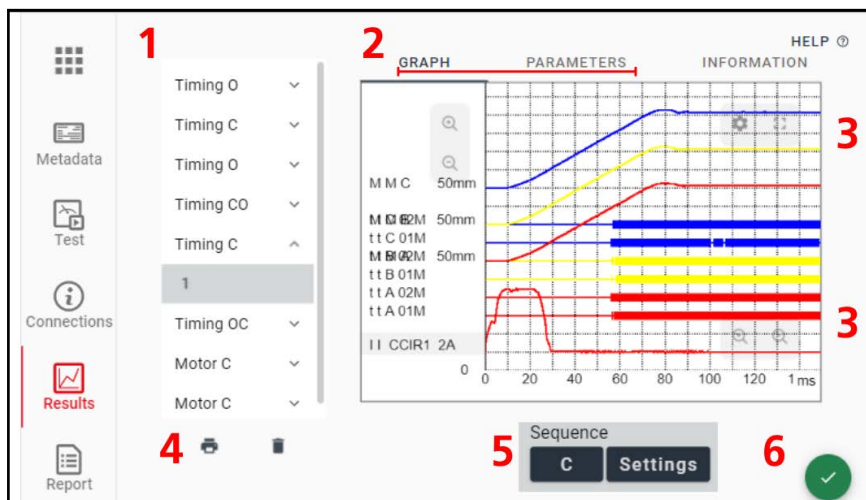 1
2
HELP
GRAPH
PARAMETERS
INFORMATION
Metadata
Test
Connections
Results
Report
Timing O
Timing C
Timing O
Timing CO
Timing C
1
Timing OC
Motor C
Motor C
M M C 50mm
50mm
t t C 01M
50mm
t t B 01M
t t A 02M
t t A 01M
I I CCIR1 2A
0
0 20 40 60 80 100 120 1 ms
3
3
4
5
Sequence
C
Settings
6